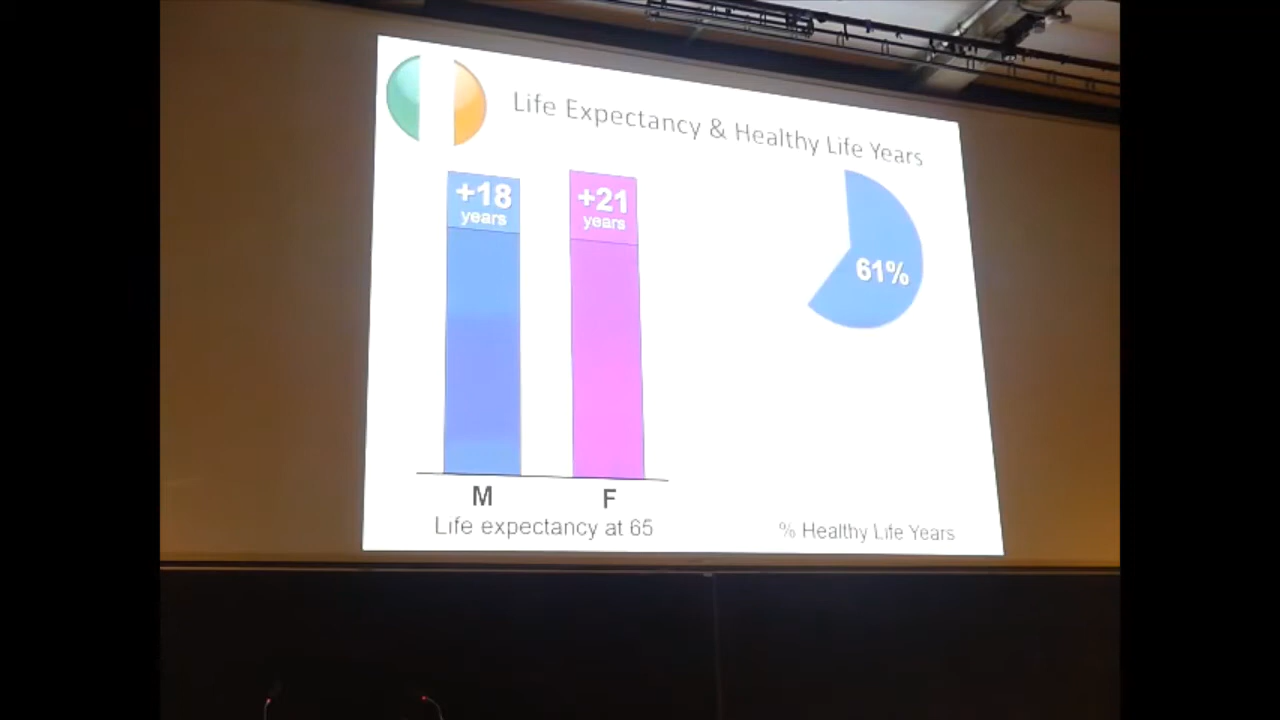 Life Expectancy & Healthy Life Years
+18
years
+21
years
61%
M
F
Life expectancy at 65
% Healthy Life Years